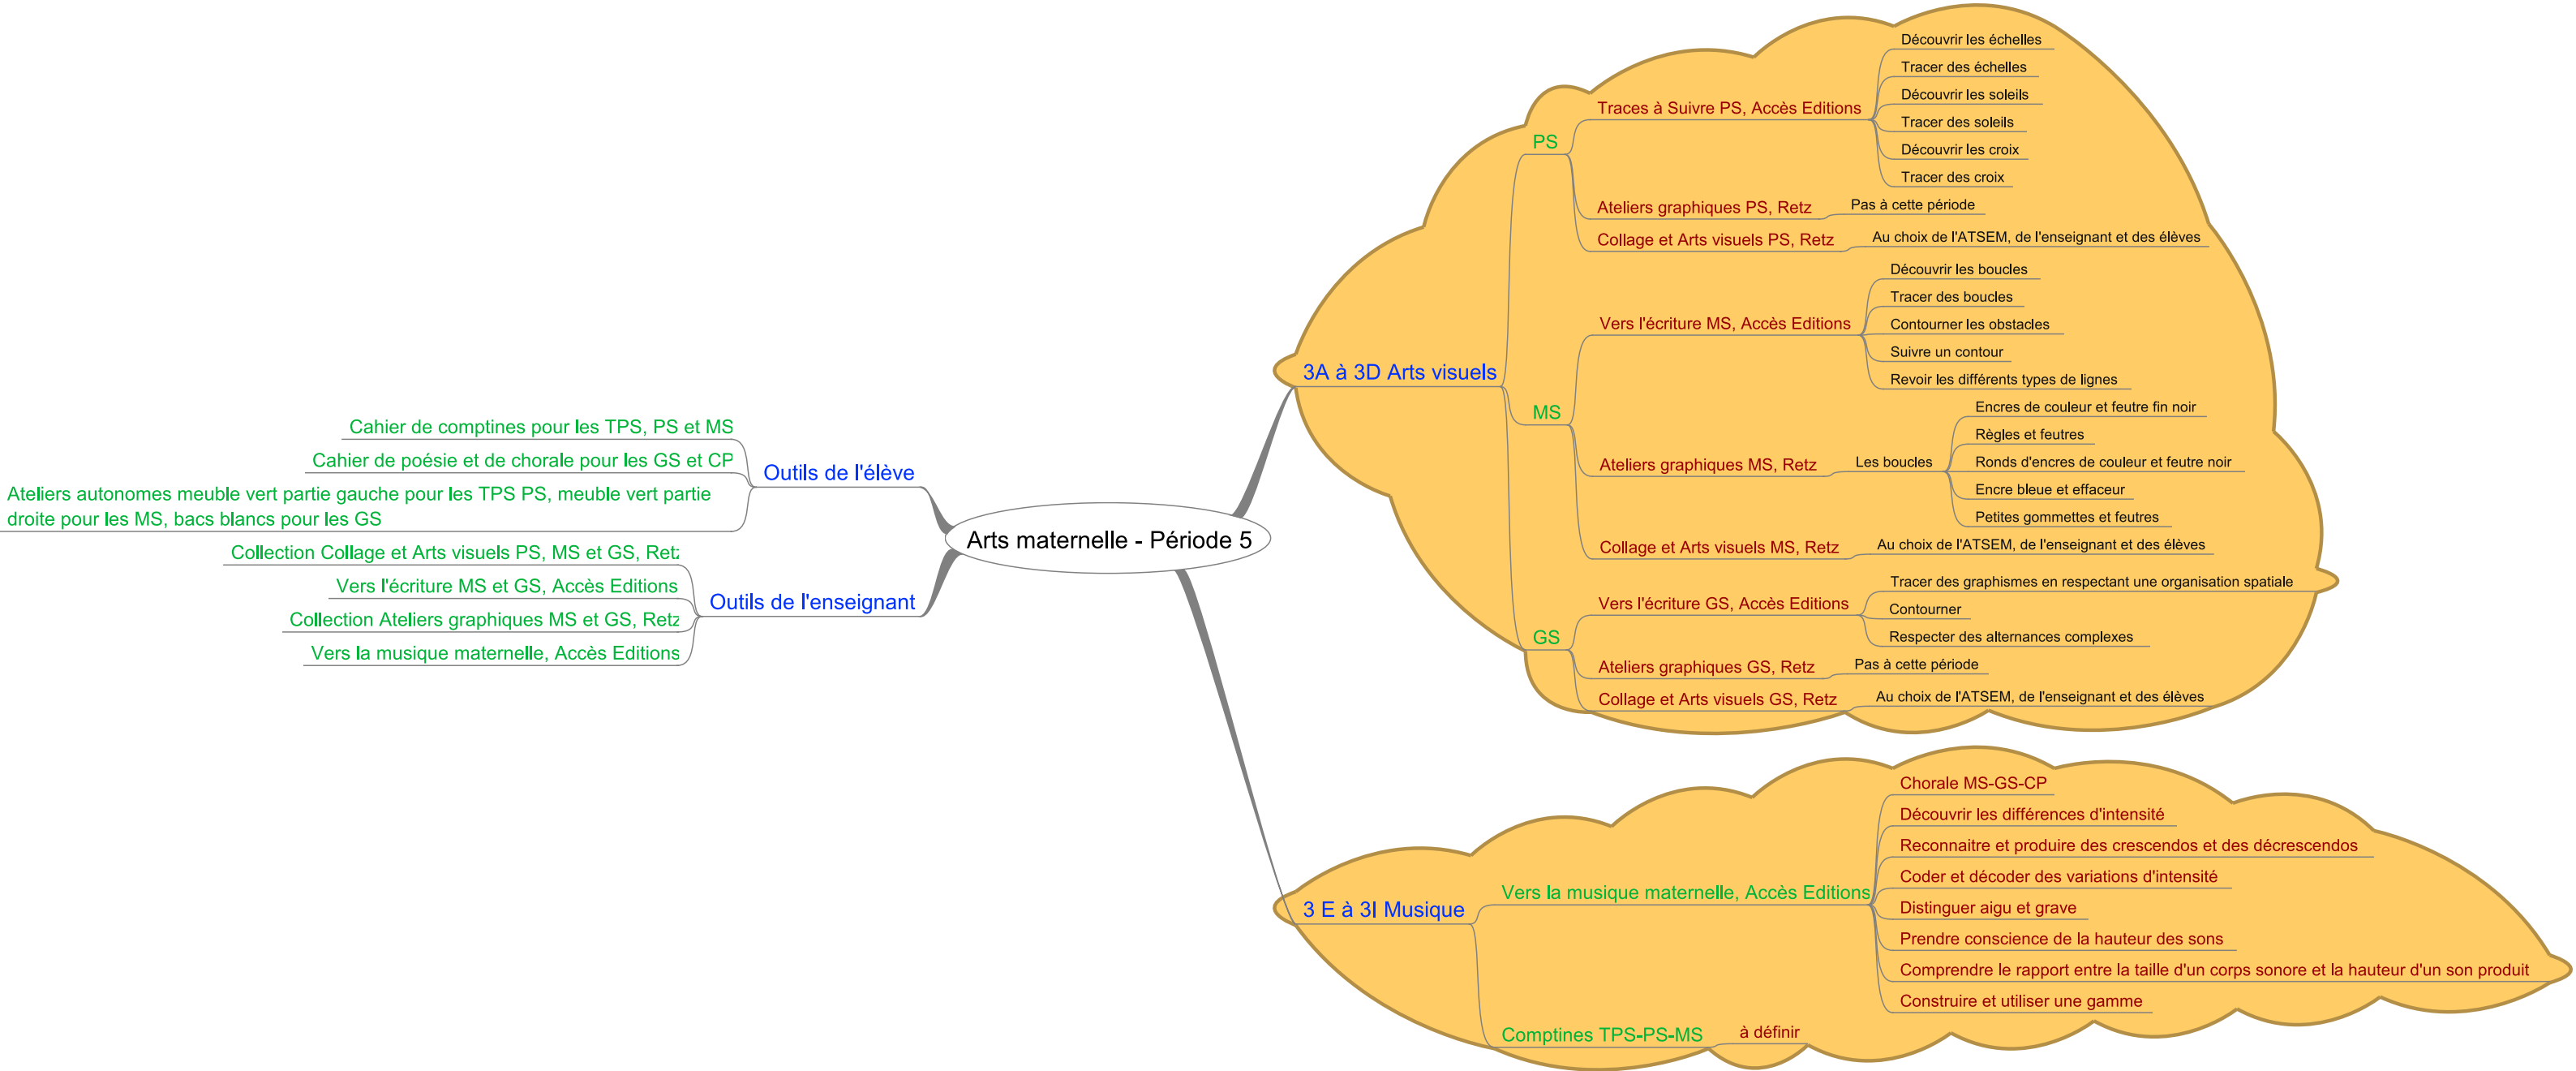 Arts maternelle - Période 5
Outils de l'élève
Cahier de comptines pour les TPS, PS et MS
Cahier de poésie et de chorale pour les GS et CP
Ateliers autonomes meuble vert partie gauche pour les TPS PS, meuble vert partie
droite pour les MS, bacs blancs pour les GS
Outils de l'enseignant
Collection Collage et Arts visuels PS, MS et GS, Retz
Vers l'écriture MS et GS, Accès Editions
Collection Ateliers graphiques MS et GS, Retz
Vers la musique maternelle, Accès Editions
3A à 3D Arts visuels
PS
Traces à Suivre PS, Accès Editions
Découvrir les échelles
Tracer des échelles
Découvrir les soleils
Tracer des soleils
Découvrir les croix
Tracer des croix
Ateliers graphiques PS, Retz
Pas à cette période
Collage et Arts visuels PS, Retz
Au choix de l'ATSEM, de l'enseignant et des élèves
MS
Vers l'écriture MS, Accès Editions
Découvrir les boucles
Tracer des boucles
Contourner les obstacles
Suivre un contour
Revoir les différents types de lignes
Ateliers graphiques MS, Retz
Les boucles
Encres de couleur et feutre fin noir
Règles et feutres
Ronds d'encres de couleur et feutre noir
Encre bleue et effaceur
Petites gommettes et feutres
Collage et Arts visuels MS, Retz
Au choix de l'ATSEM, de l'enseignant et des élèves
GS
Vers l'écriture GS, Accès Editions
Tracer des graphismes en respectant une organisation spatiale
Contourner
Respecter des alternances complexes
Ateliers graphiques GS, Retz
Pas à cette période
Collage et Arts visuels GS, Retz
Au choix de l'ATSEM, de l'enseignant et des élèves
3 E à 3I Musique
Vers la musique maternelle, Accès Editions
Chorale MS-GS-CP
Découvrir les différences d'intensité
Reconnaitre et produire des crescendos et des décrescendos
Coder et décoder des variations d'intensité
Distinguer aigu et grave
Prendre conscience de la hauteur des sons
Comprendre le rapport entre la taille d'un corps sonore et la hauteur d'un son produit
Construire et utiliser une gamme
Comptines TPS-PS-MS
à définir